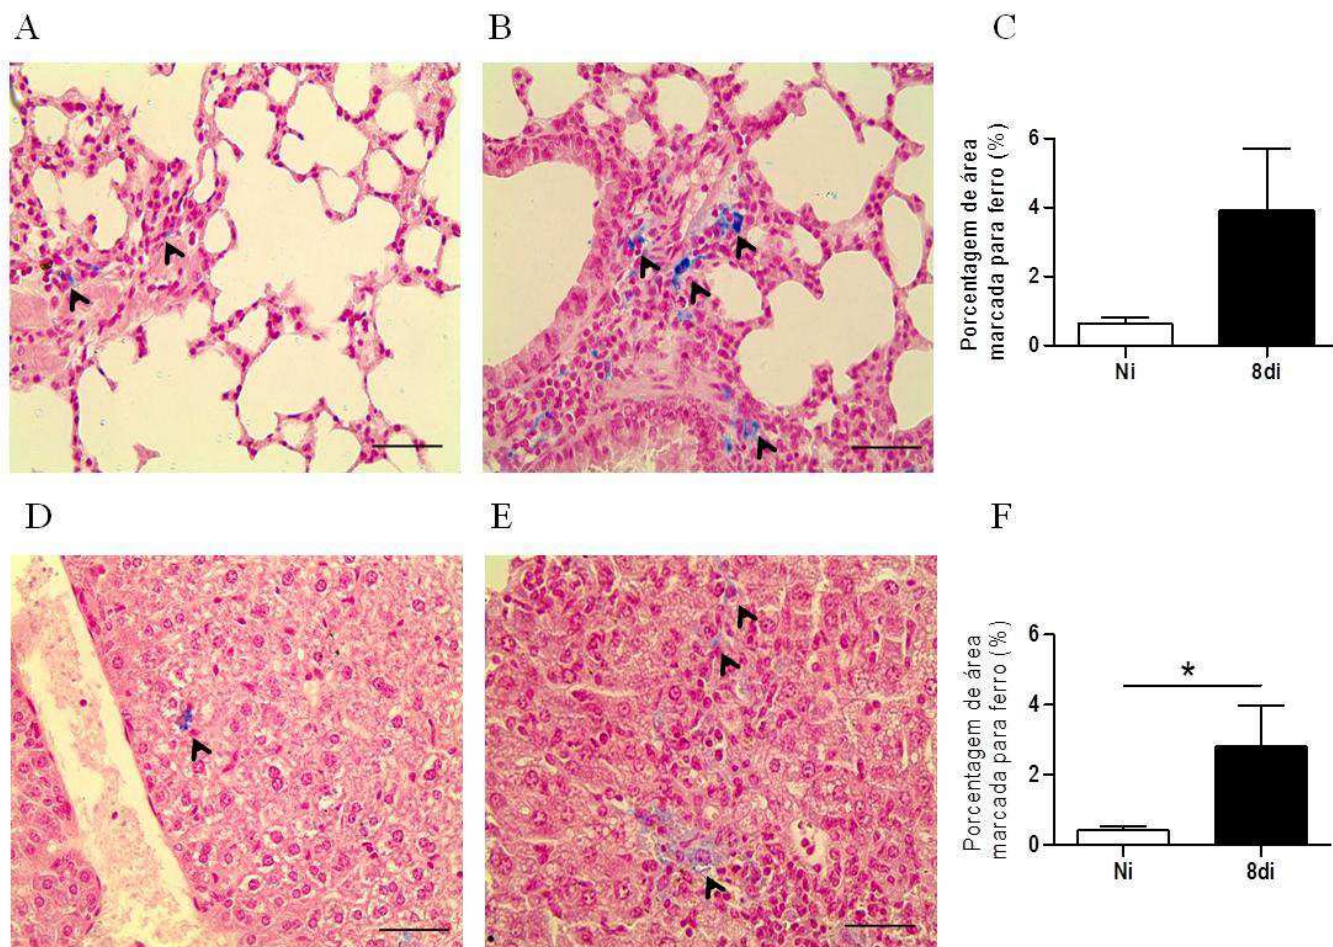 A
B
C
Porcentagem de área
marcada para ferro (%)
6
4
2
0
Ni
8di
D
E
F
Porcentagem de área
marcada para ferro (%)
6
4
2
0
*
Ni
8di